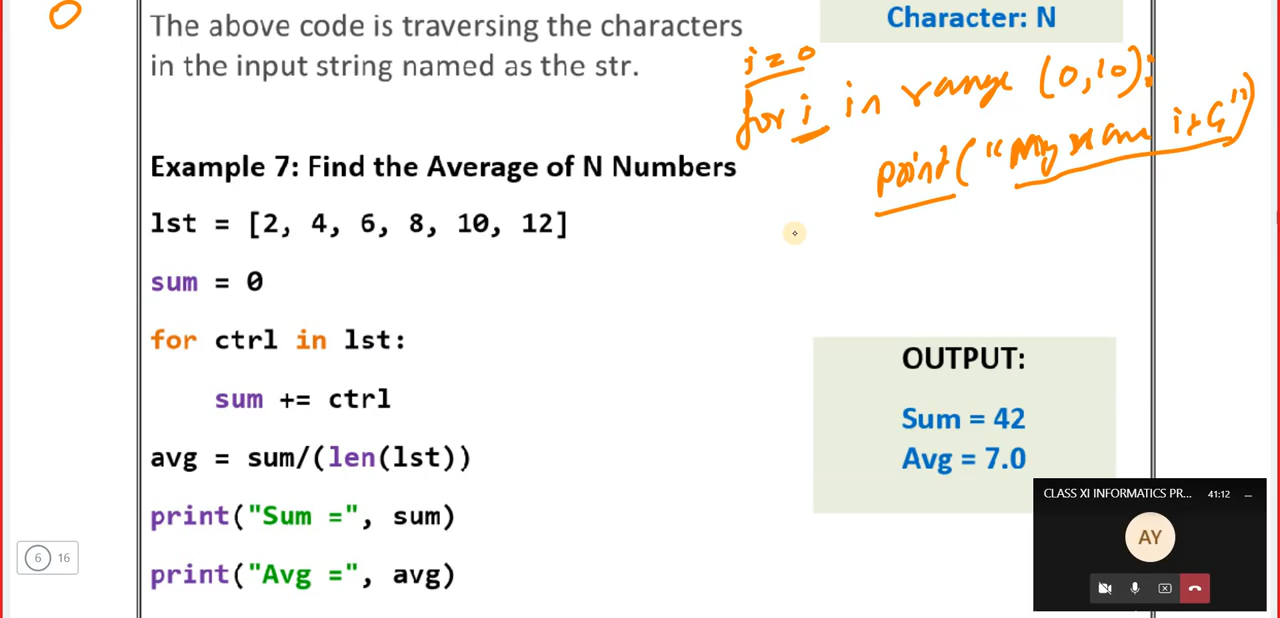 0
The above code is traversing the characters
in the input string named as the str.
Character: N
i = 0
for i in range (0,10):
print("My name is G")
Example 7: Find the Average of N Numbers
lst = [2, 4, 6, 8, 10, 12]
sum = 0
for ctrl in lst:
sum += ctrl
avg = sum/(len(lst))
print("Sum =", sum)
print("Avg =", avg)
OUTPUT:
Sum = 42
Avg = 7.0
CLASS XI INFORMATICS PR... 41:12
AY
6 16